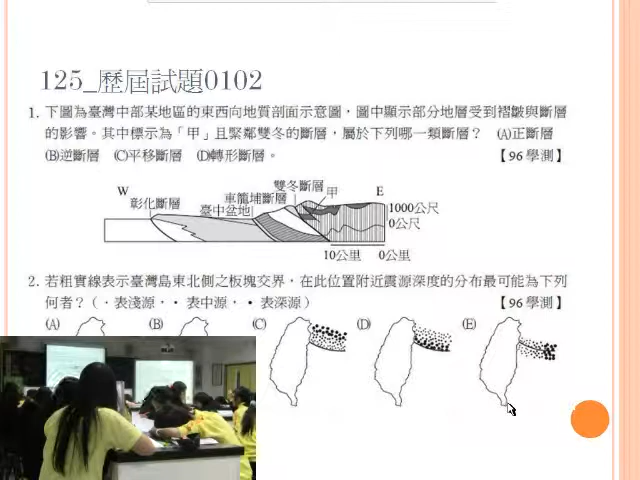 125_歷屆試題0102
1. 下圖為臺灣中部某地區的東西向地質剖面示意圖，圖中顯示部分地層受到褶皺與斷層
的影響。其中標示為「甲」且緊鄰雙冬的斷層，屬於下列哪一類斷層？ (A)正斷層
(B)逆斷層 (C)平移斷層 (D)轉形斷層。 【96學測】
W 彰化斷層 臺中盆地 車籠埔斷層 雙冬斷層 甲 E
1000公尺
0公尺
10公里 0公里
2. 若粗實線表示臺灣島東北側之板塊交界，在此位置附近震源深度的分布最可能為下列
何者？（．表淺源，・表中源，•表深源） 【96學測】
(A) (B) (C) (D) (E)